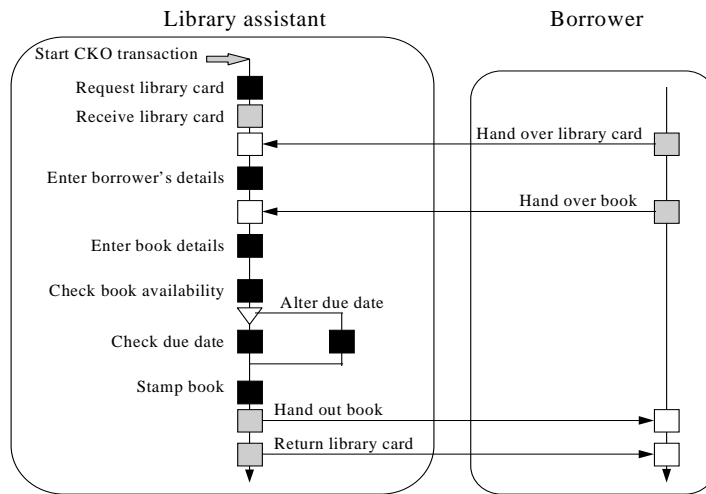 Library assistant
Borrower
Start CKO transaction
Request library card
Receive library card
Hand over library card
Enter borrower's details
Hand over book
Enter book details
Check book availability
Alter due date
Check due date
Stamp book
Hand out book
Return library card